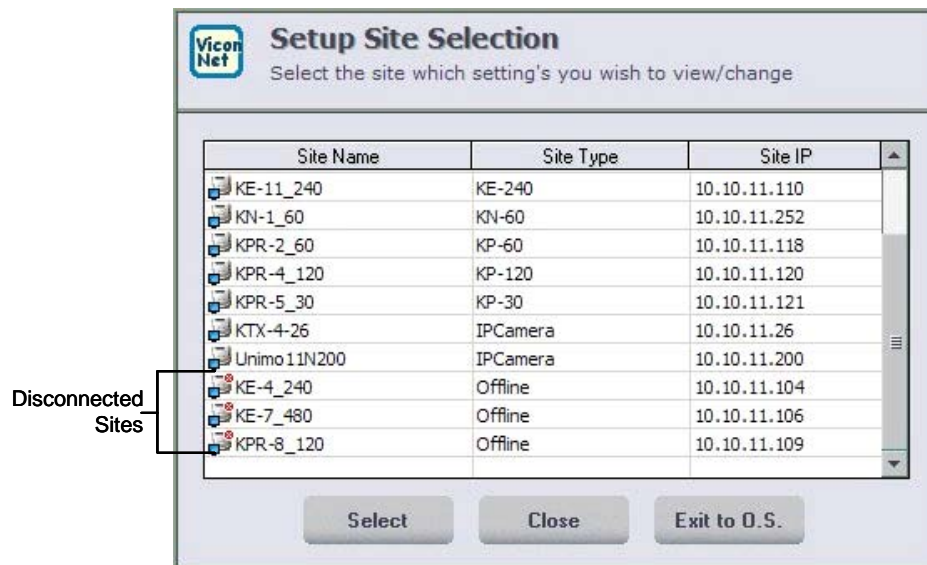 Vicon
Net
Setup Site Selection
Select the site which setting's you wish to view/change
Site Name Site Type Site IP
KE-11_240 KE-240 10.10.11.110
KN-1_60 KN-60 10.10.11.252
KPR-2_60 KP-60 10.10.11.118
KPR-4_120 KP-120 10.10.11.120
KPR-5_30 KP-30 10.10.11.121
KTX-4-26 IPCamera 10.10.11.26
Unimo11N200 IPCamera 10.10.11.200
KE-4_240 Offline 10.10.11.104
KE-7_480 Offline 10.10.11.106
KPR-8_120 Offline 10.10.11.109
Disconnected
Sites
Select Close Exit to O.S.